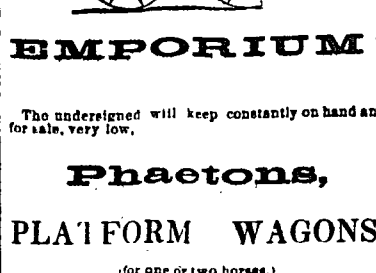 EMPORIUM
The undersigned will keep constantly on hand an
for sale, very low,
Phaetons,
PLATFORM WAGONS
(for one or two horses.)